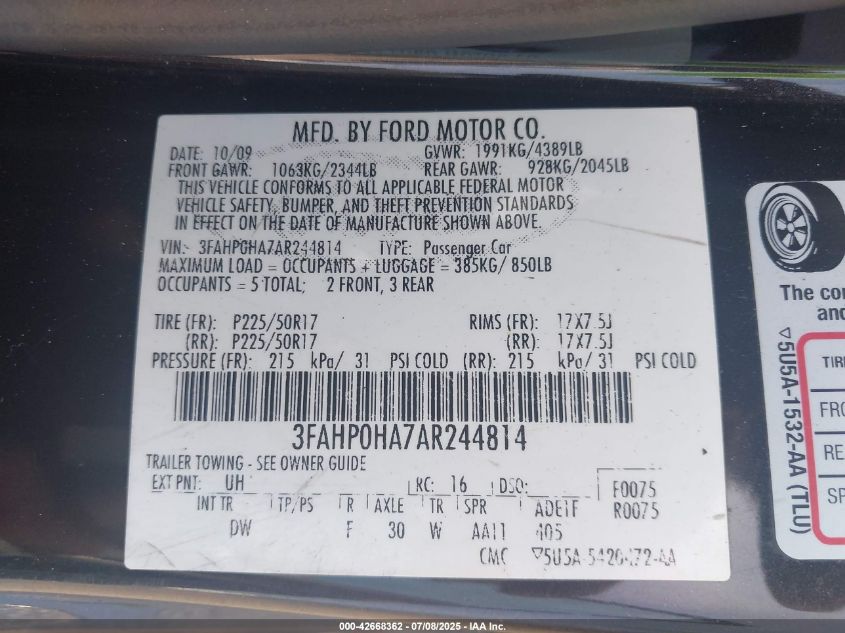 MFD. BY FORD MOTOR CO.
DATE: 10/09 GVWR: 1991KG/4389LB
FRONT GAWR: 1063KG/2344LB REAR GAWR: 928KG/2045LB
THIS VEHICLE CONFORMS TO ALL APPLICABLE FEDERAL MOTOR
VEHICLE SAFETY, BUMPER, AND THEFT PREVENTION STANDARDS
IN EFFECT ON THE DATE OF MANUFACTURE SHOWN ABOVE.
VIN: 3FAHP0HA7AR244814 TYPE: Passenger Car
MAXIMUM LOAD = OCCUPANTS + LUGGAGE = 385KG/ 850LB
OCCUPANTS = 5 TOTAL; 2 FRONT, 3 REAR
TIRE (FR): P225/50R17 RIMS (FR): 17X7.5J
(RR): P225/50R17 (RR): 17X7.5J
PRESSURE (FR): 215 kPa/ 31 PSI COLD (RR): 215 kPa/ 31 PSI COLD
3FAHP0HA7AR244814
TRAILER TOWING - SEE OWNER GUIDE
EXT PNT: UH RC: 16 DSO: F0075
INT TR TP/PS R AXLE TR SPR R0075
DW F 30 W AA11 405
CMC
The co
and
5U5A-1532-AA (TLU)
TIRE
FRO
RE
SP
000-42668362 - 07/08/2025 - IAA Inc.